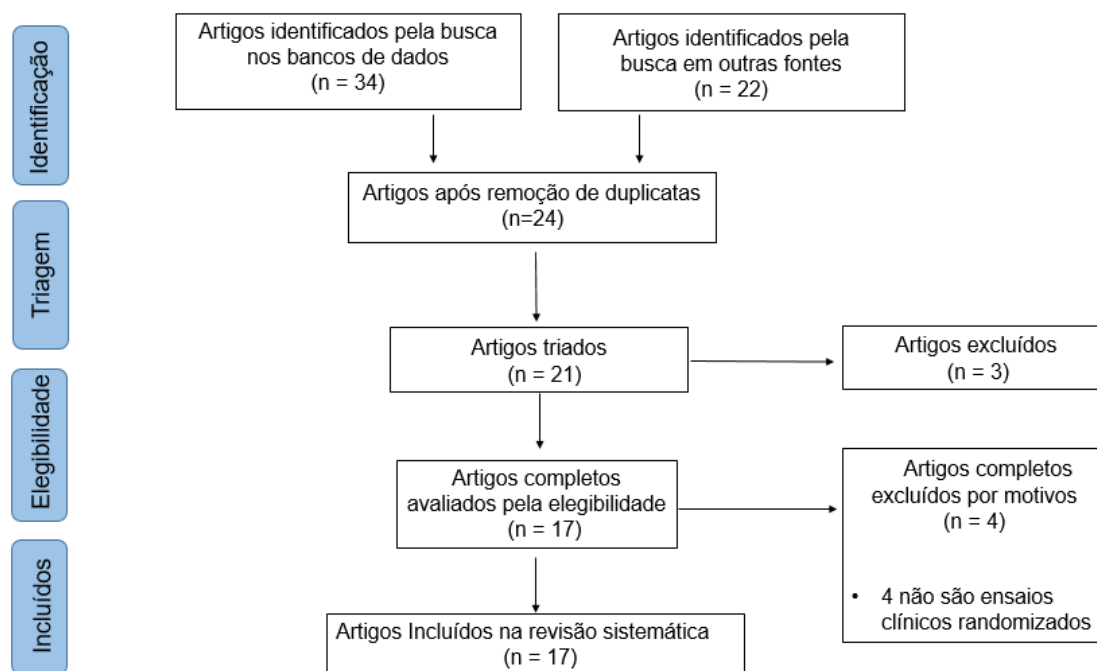 Identificação
Artigos identificados pela busca
nos bancos de dados
(n = 34)
Artigos identificados pela
busca em outras fontes
(n = 22)
Artigos após remoção de duplicatas
(n=24)
Triagem
Artigos triados
(n = 21)
Artigos excluídos
(n = 3)
Elegibilidade
Artigos completos
avaliados pela elegibilidade
(n = 17)
Artigos completos
excluídos por motivos
(n = 4)
• 4 não são ensaios
clínicos randomizados
Incluídos
Artigos Incluídos na revisão sistemática
(n = 17)